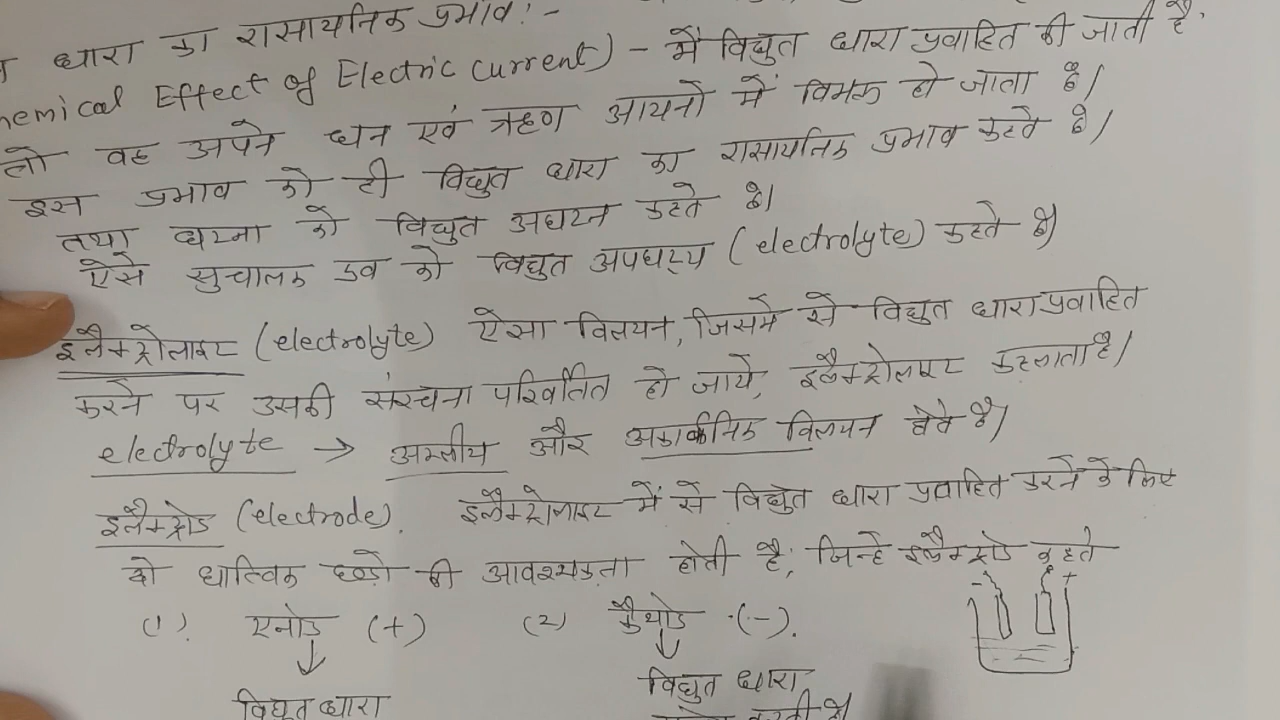 धारा का रासायनिक प्रभाव :-
hemical Effect of Electric Current) - में विद्युत धारा प्रवाहित की जाती है,
तो वह अपने धन एवं ऋण आयनों में विभक्त हो जाता है।
इस प्रभाव को ही विद्युत धारा का रासायनिक प्रभाव कहते है।
तथा घटना को विद्युत अपघटन कहते है।
ऐसे सुचालक द्रव को विद्युत अपघट्य (electrolyte) कहते है।
इलैक्ट्रोलाइट (electrolyte) ऐसा विलयन, जिसमें से विद्युत धारा प्रवाहित
करने पर उसकी संरचना परिवर्तित हो जाये, इलैक्ट्रोलाइट कहलाता है।
electrolyte → अम्लीय और अकार्बनिक विलयन होते है।
इलैक्ट्रोड (electrode). इलैक्ट्रोलाइट में से विद्युत धारा प्रवाहित करने के लिए
दो धात्विक छड़ो की आवश्यकता होती है, जिन्हे इलैक्ट्रोड कहते
(1). एनोड (+) (2) कैथोड (-).
- +
↓ ↓
विद्युत धारा विद्युत धारा
करती है।